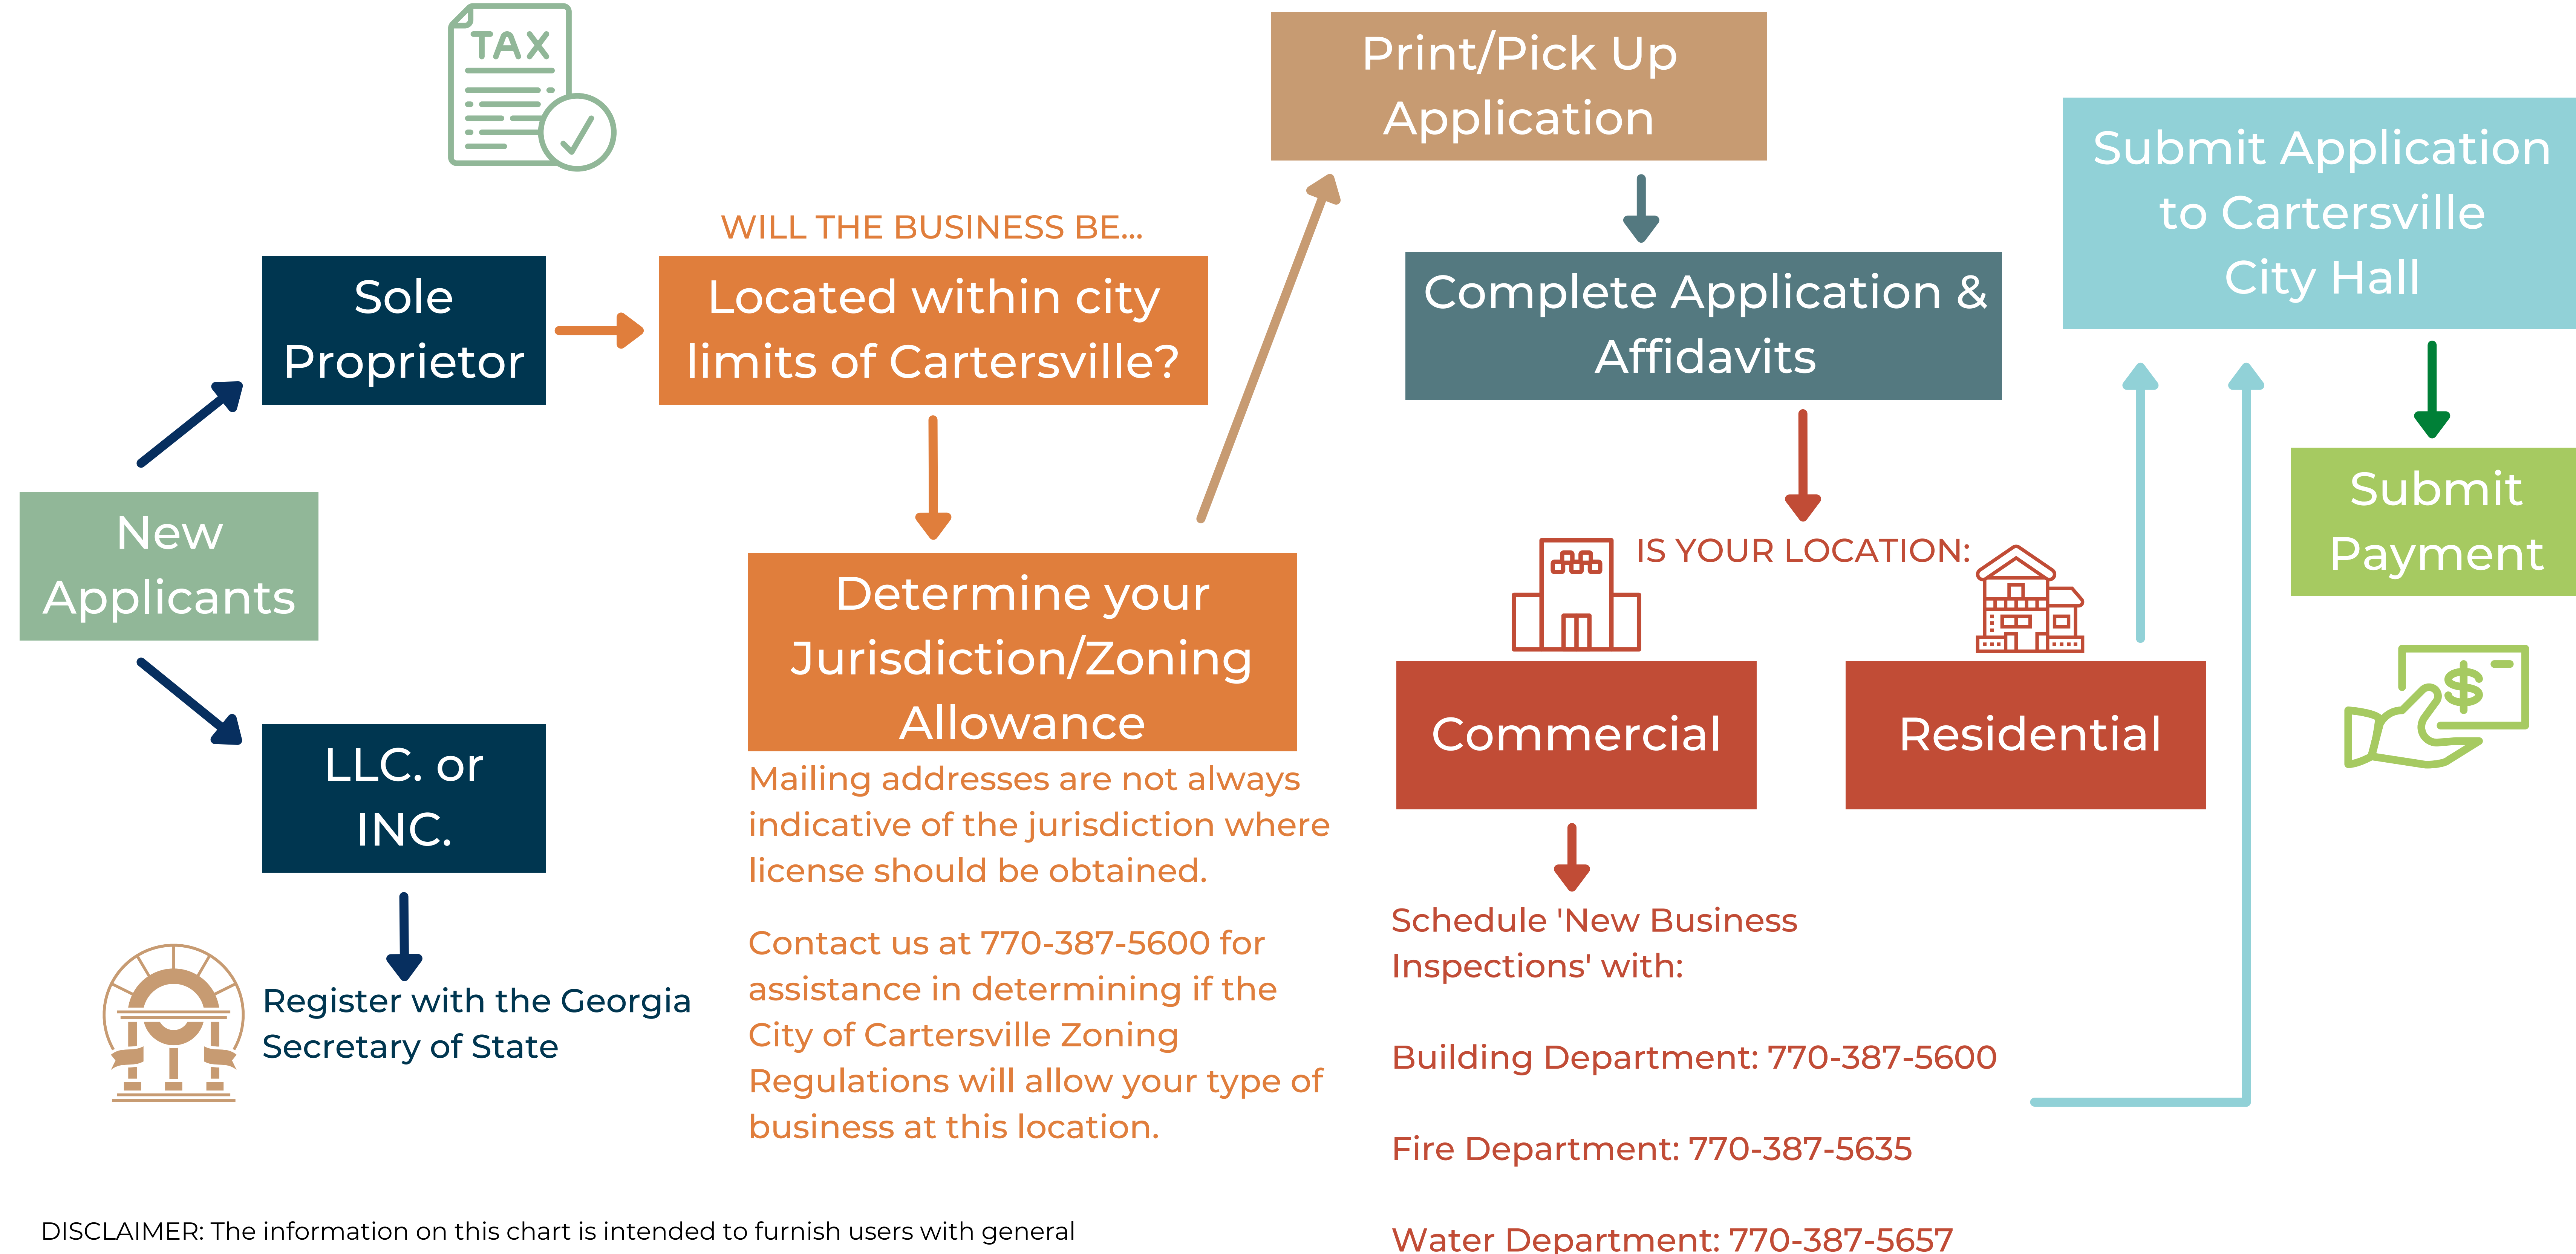 TAX
New
Applicants
Sole
Proprietor
LLC. or
INC.
Register with the Georgia
Secretary of State
WILL THE BUSINESS BE...
Located within city
limits of Cartersville?
Determine your
Jurisdiction/Zoning
Allowance
Mailing addresses are not always
indicative of the jurisdiction where
license should be obtained.
Contact us at 770-387-5600 for
assistance in determining if the
City of Cartersville Zoning
Regulations will allow your type of
business at this location.
Print/Pick Up
Application
Complete Application &
Affidavits
IS YOUR LOCATION:
Commercial
Residential
Schedule 'New Business
Inspections' with:
Building Department: 770-387-5600
Fire Department: 770-387-5635
Water Department: 770-387-5657
Submit Application
to Cartersville
City Hall
Submit
Payment
$
DISCLAIMER: The information on this chart is intended to furnish users with general